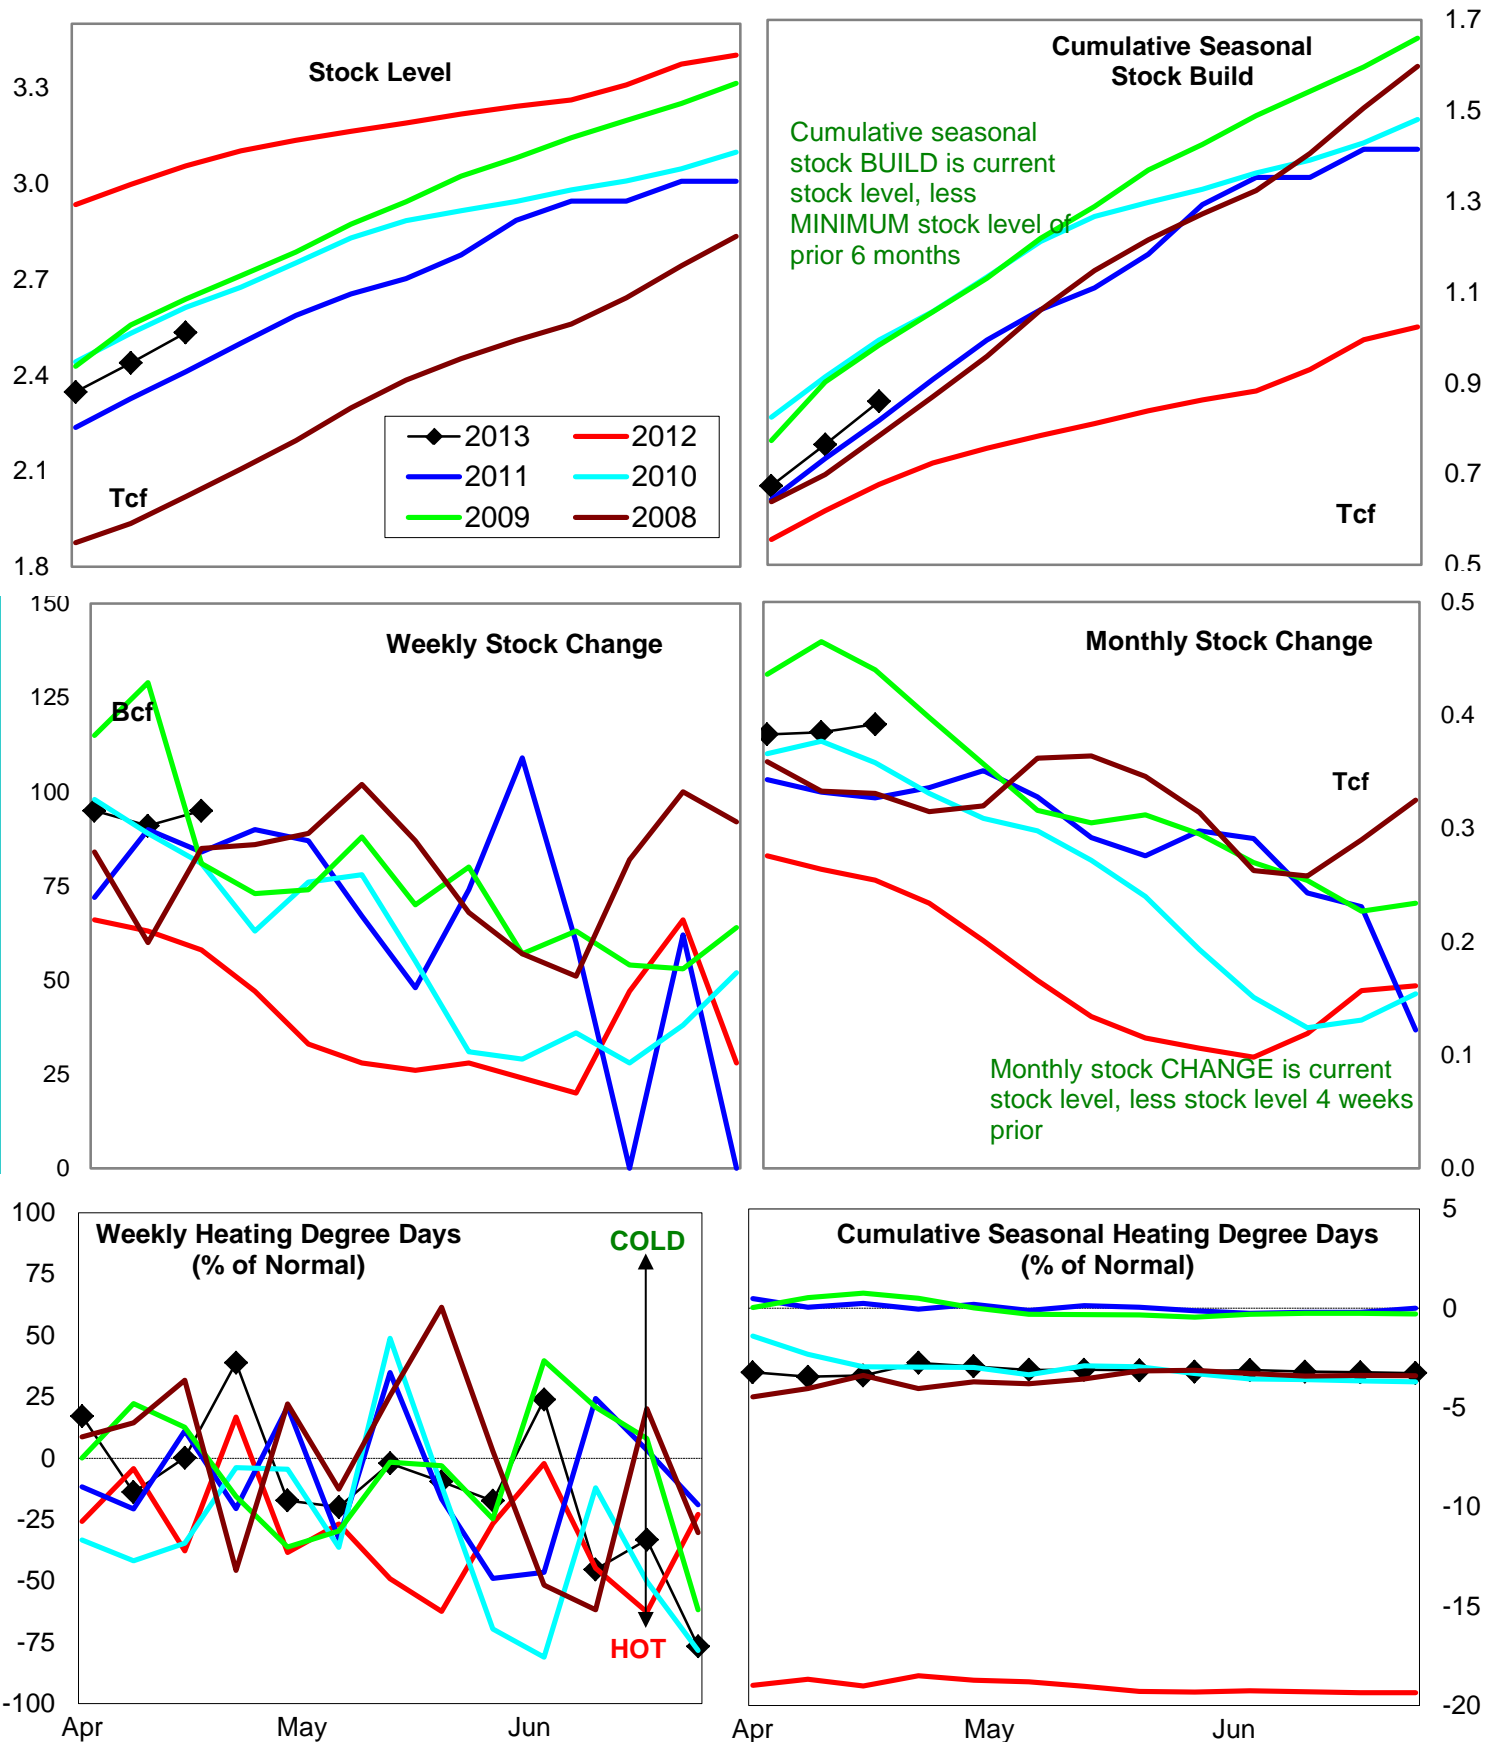 Stock Level
3.3
3.0
2.7
2.4
2.1
1.8
Tcf
2013
2012
2011
2010
2009
2008
Cumulative Seasonal
Stock Build
Cumulative seasonal
stock BUILD is current
stock level, less
MINIMUM stock level of
prior 6 months
Tcf
1.7
1.5
1.3
1.1
0.9
0.7
0.5
Weekly Stock Change
Bcf
150
125
100
75
50
25
0
Monthly Stock Change
Tcf
Monthly stock CHANGE is current
stock level, less stock level 4 weeks
prior
0.5
0.4
0.3
0.2
0.1
0.0
Weekly Heating Degree Days
(% of Normal)
COLD
HOT
100
75
50
25
0
-25
-50
-75
-100
Apr
May
Jun
Cumulative Seasonal Heating Degree Days
(% of Normal)
5
0
-5
-10
-15
-20
Apr
May
Jun